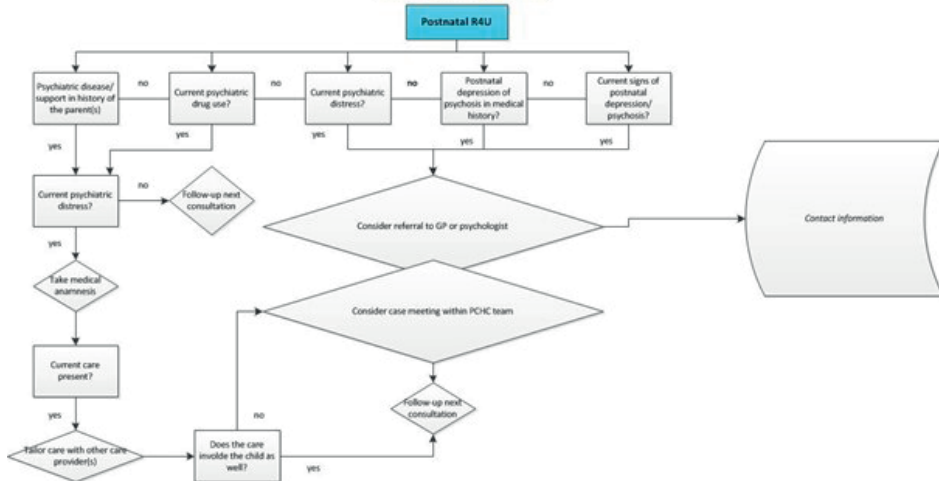 Postnatal R4U
Psychiatric disease/
support in history of
the parent(s)
no
Current psychiatric
drug use?
no
Current psychiatric
distress?
no
Postnatal
depression of
psychosis in medical
history?
no
Current signs of
postnatal
depression/
psychosis?
yes
yes
yes
yes
yes
Current psychiatric
distress?
no
Follow-up next
consultation
Consider referral to GP or psychologist
Contact information
yes
Take medical
anamnesis
Consider case meeting within PCHC team
Current care
present?
yes
no
Follow-up next
consultation
Tailor care with other care
provider(s)
Does the care
involde the child as
well?
yes